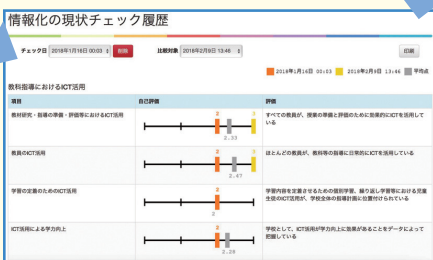 情報化の現状チェック履歴
チェック日 2018年1月16日 00:03 削除 比較対象 2018年2月9日 13:46 印刷
2018年1月16日 00:03 2018年2月9日 13:46 平均点
教科指導におけるICT活用
項目 自己評価 評価
教材研究・指導の準備・評価等におけるICT活用 2 3 すべての教員が、授業の準備と評価のために効果的にICTを活用して
いる
2.33
教員のICT活用 2 3 ほとんどの教員が、教科等の指導に日常的にICTを活用している
2.47
学習の定着のためのICT活用 2 学習内容を定着させるための個別学習、繰り返し学習等における児童
生徒のICT活用が、学校全体の指導計画に位置付けられている
2
ICT活用による学力向上 2 3 学校として、ICT活用が学力向上に効果があることをデータによって
把握している
2.20